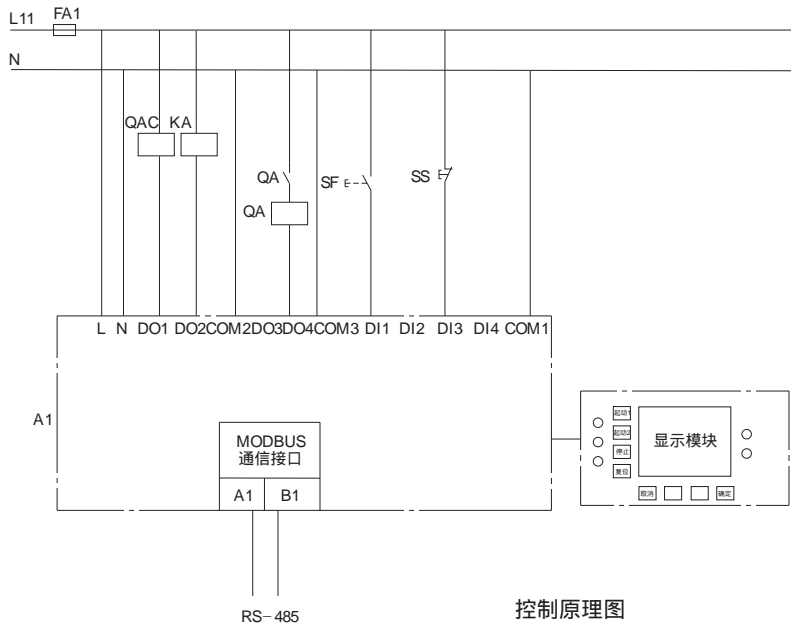 L11 FA1
N
QAC KA
QA
SF
SS
QA
L N DO1 DO2 COM2 DO3 DO4 COM3 DI1 DI2 DI3 DI4 COM1
A1
MODBUS
通信接口
A1 B1
起动1
起动2
停止
复位
显示模块
取消 确定
RS-485
控制原理图